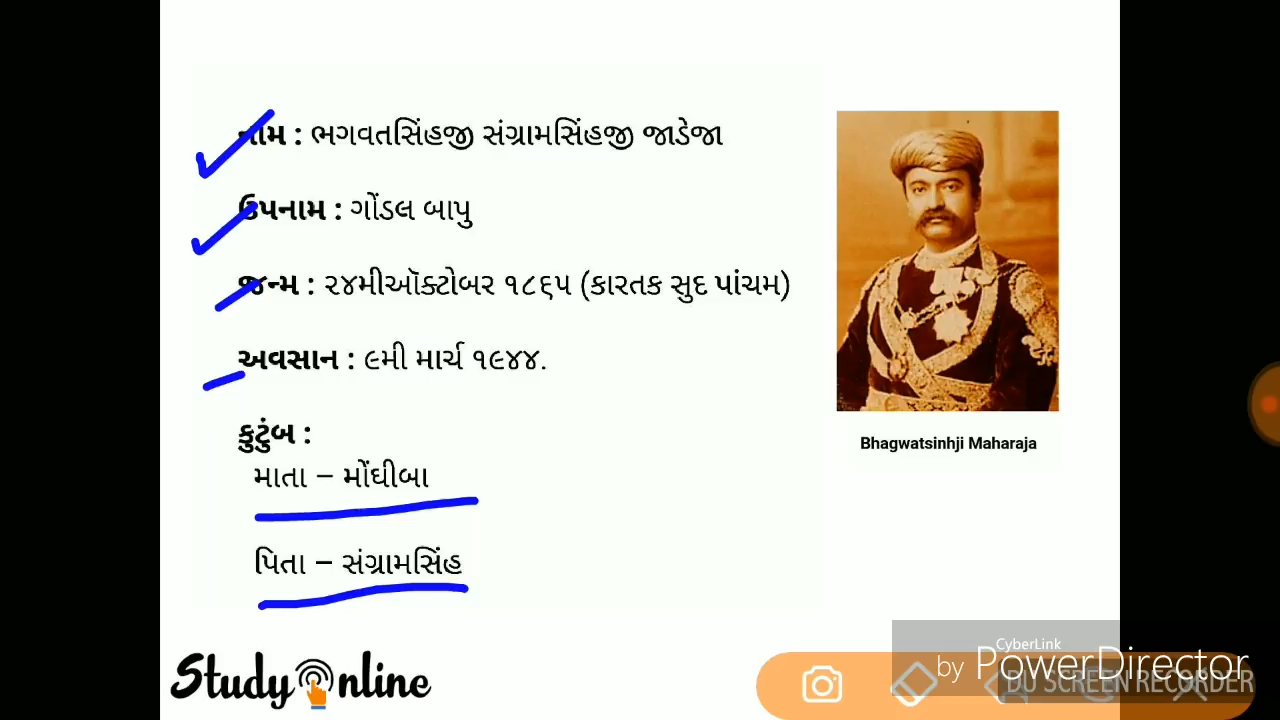 નામ : ભગવતસિંહજી સંગ્રામસિંહજી જાડેજા
ઉપનામ : ગોંડલ બાપુ
જન્મ : ૨૪મીઑક્ટોબર ૧૮૬૫ (કારતક સુદ પાંચમ)
અવસાન : ૯મી માર્ચ ૧૯૪૪.
કુટુંબ :
માતા – મોંઘીબા
પિતા – સંગ્રામસિંહ
Bhagwatsinhji Maharaja
Study Online
CyberLink
by PowerDirector
DU SCREEN RECORDER